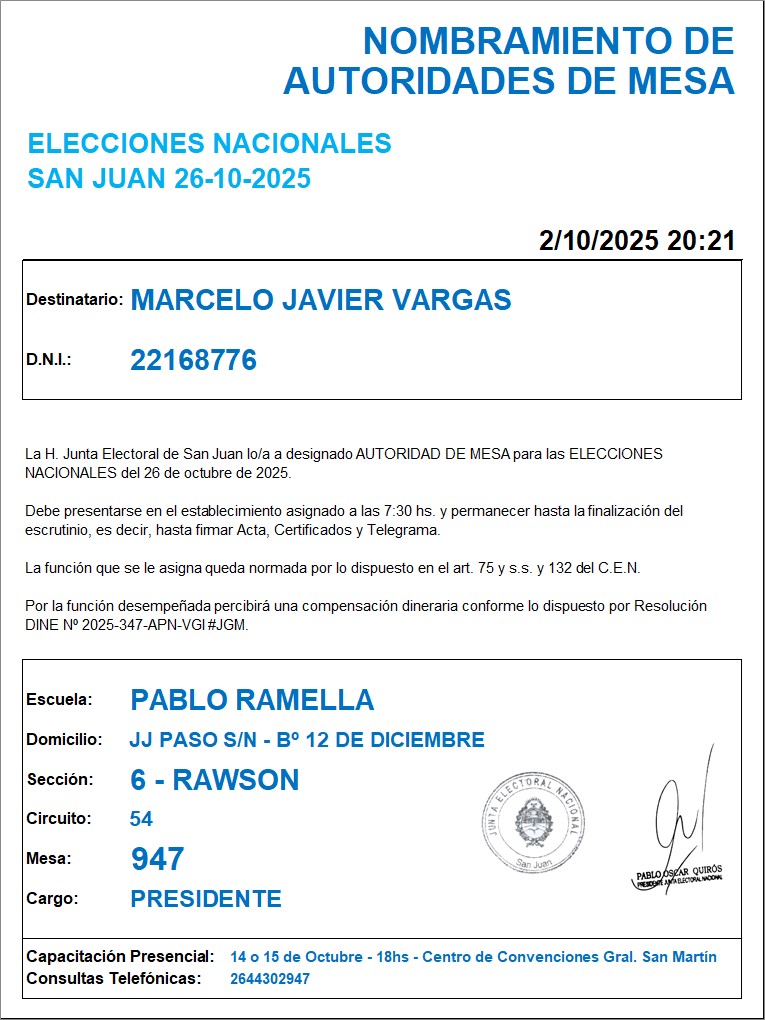 NOMBRAMIENTO DE
AUTORIDADES DE MESA
ELECCIONES NACIONALES
SAN JUAN 26-10-2025
2/10/2025 20:21
Destinatario: MARCELO JAVIER VARGAS
D.N.I.: 22168776
La H. Junta Electoral de San Juan lo/a a designado AUTORIDAD DE MESA para las ELECCIONES
NACIONALES del 26 de octubre de 2025.
Debe presentarse en el establecimiento asignado a las 7:30 hs. y permanecer hasta la finalización del
escrutinio, es decir, hasta firmar Acta, Certificados y Telegrama.
La función que se le asigna queda normada por lo dispuesto en el art. 75 y s.s. y 132 del C.E.N.
Por la función desempeñada percibirá una compensación dineraria conforme lo dispuesto por Resolución
DINE Nº 2025-347-APN-VGI#JGM.
Escuela: PABLO RAMELLA
Domicilio: JJ PASO S/N - Bº 12 DE DICIEMBRE
Sección: 6 - RAWSON
Circuito: 54
Mesa: 947
Cargo: PRESIDENTE
JUNTA ELECTORAL NACIONAL
San Juan
PABLO OSCAR QUIRÓS
PRESIDENTE JUNTA ELECTORAL NACIONAL
Capacitación Presencial: 14 o 15 de Octubre - 18hs - Centro de Convenciones Gral. San Martín
Consultas Telefónicas: 2644302947